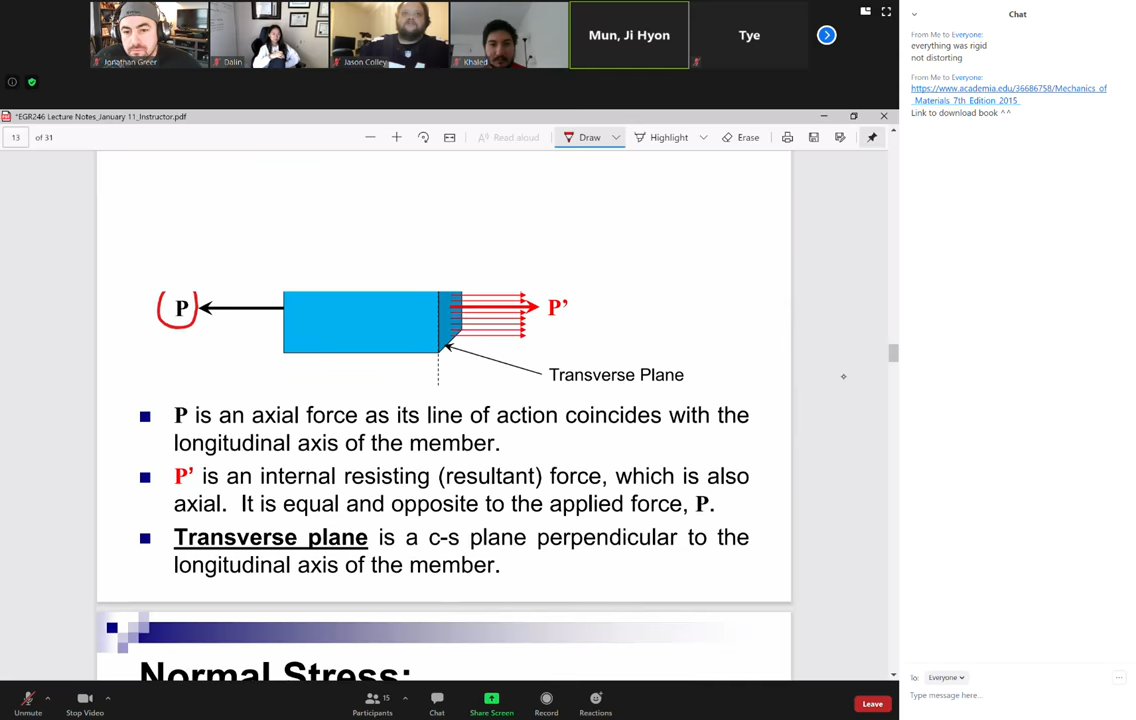 Jonathan Greer
Dalin
Jason Colley
Khaled
Mun, Ji Hyon
Tye
*EGR246 Lecture Notes_January 11_Instructor.pdf
13 of 31
Read aloud
Draw
Highlight
Erase
P
P’
Transverse Plane
P is an axial force as its line of action coincides with the
longitudinal axis of the member.
P’ is an internal resisting (resultant) force, which is also
axial. It is equal and opposite to the applied force, P.
Transverse plane is a c-s plane perpendicular to the
longitudinal axis of the member.
Normal Stress:
Chat
From Me to Everyone:
everything was rigid
not distorting
From Me to Everyone:
https://www.academia.edu/36686758/Mechanics_of
_Materials_7th_Edition_2015_
Link to download book ^^
To: Everyone
Type message here...
Unmute
Stop Video
15
Participants
Chat
Share Screen
Record
Reactions
Leave